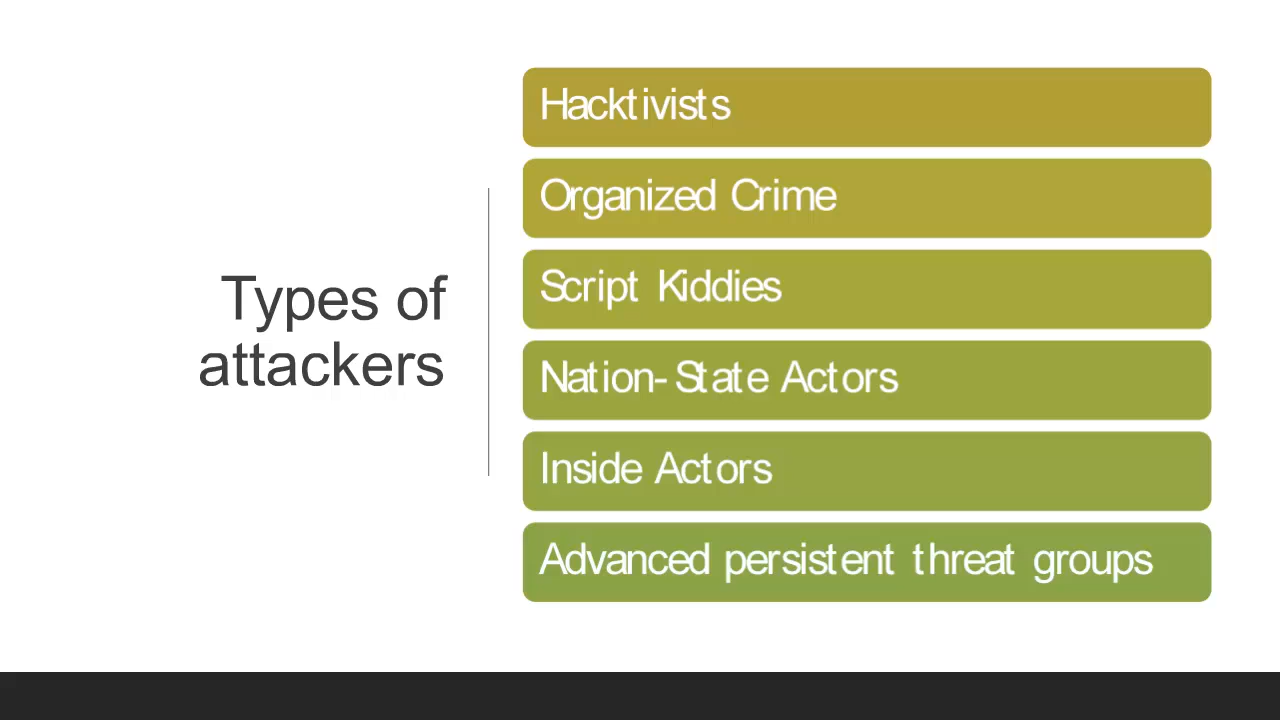 Types of
attackers
Hacktivists
Organized Crime
Script Kiddies
Nation-State Actors
Inside Actors
Advanced persistent threat groups